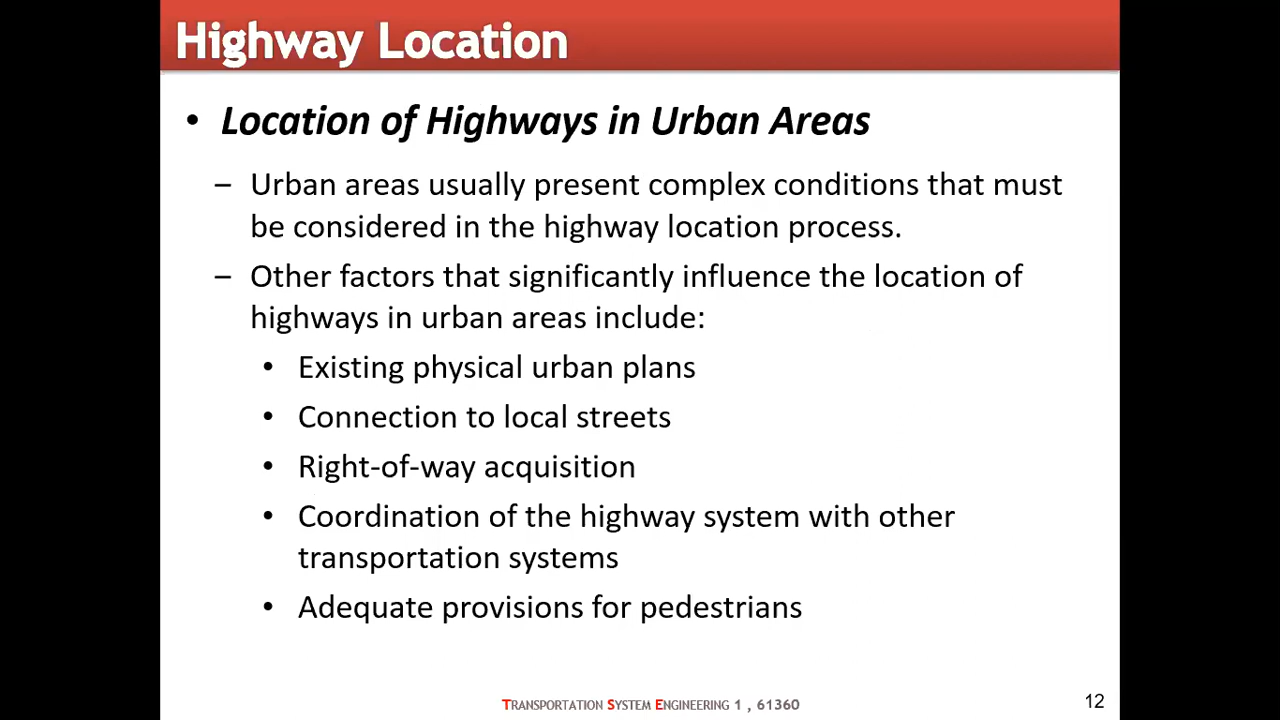 Highway Location
• Location of Highways in Urban Areas
– Urban areas usually present complex conditions that must
be considered in the highway location process.
– Other factors that significantly influence the location of
highways in urban areas include:
• Existing physical urban plans
• Connection to local streets
• Right-of-way acquisition
• Coordination of the highway system with other
transportation systems
• Adequate provisions for pedestrians
TRANSPORTATION SYSTEM ENGINEERING 1 , 61360
12